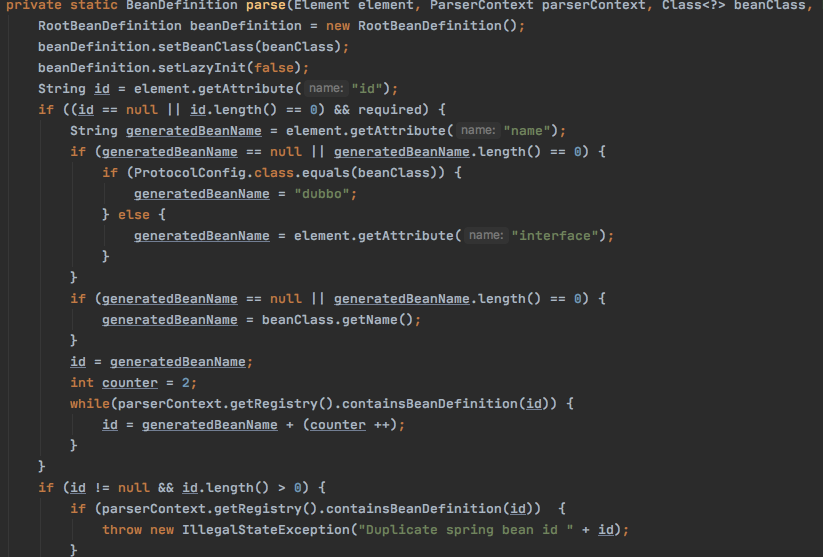 private static BeanDefinition parse(Element element, ParserContext parserContext, Class<?> beanClass,
    RootBeanDefinition beanDefinition = new RootBeanDefinition();
    beanDefinition.setBeanClass(beanClass);
    beanDefinition.setLazyInit(false);
    String id = element.getAttribute( name: "id");
    if ((id == null || id.length() == 0) && required) {
        String generatedBeanName = element.getAttribute( name: "name");
        if (generatedBeanName == null || generatedBeanName.length() == 0) {
            if (ProtocolConfig.class.equals(beanClass)) {
                generatedBeanName = "dubbo";
            } else {
                generatedBeanName = element.getAttribute( name: "interface");
            }
        }
        if (generatedBeanName == null || generatedBeanName.length() == 0) {
            generatedBeanName = beanClass.getName();
        }
        id = generatedBeanName;
        int counter = 2;
        while(parserContext.getRegistry().containsBeanDefinition(id)) {
            id = generatedBeanName + (counter ++);
        }
    }
    if (id != null && id.length() > 0) {
        if (parserContext.getRegistry().containsBeanDefinition(id))  {
            throw new IllegalStateException("Duplicate spring bean id " + id);
        }